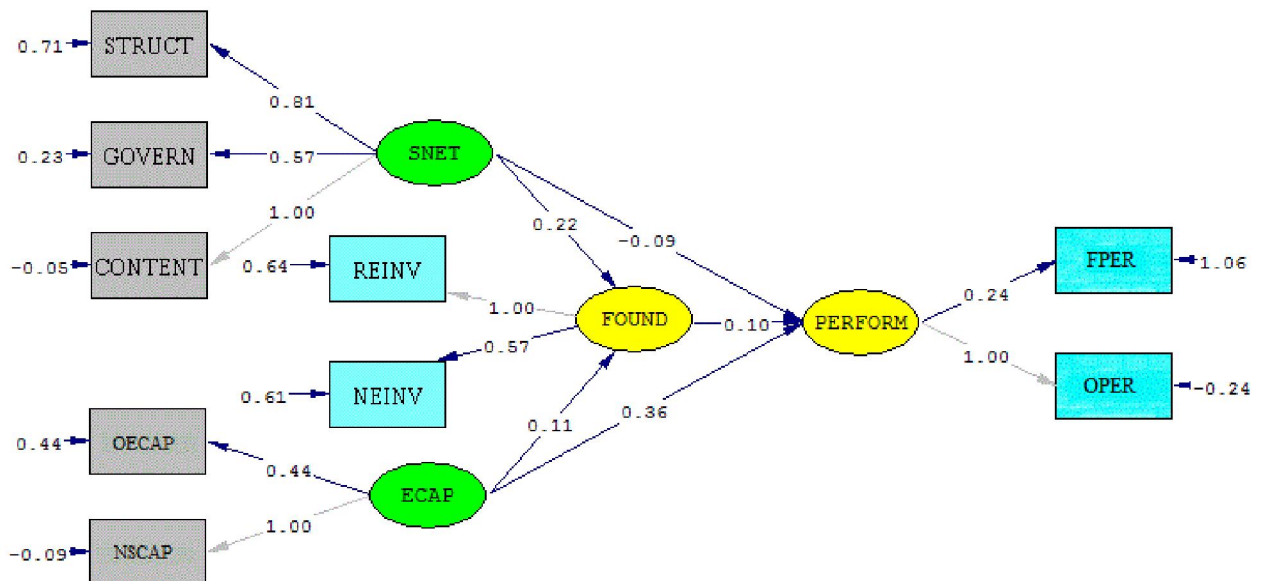 0.71
STRUCT
0.81
0.23
GOVERN
0.57
SNET
1.00
-0.05
CONTENT
0.22
-0.09
0.64
REINV
1.00
FOUND
0.10
PERFORM
0.24
FPER
1.06
0.57
1.00
0.61
NEINV
OPER
-0.24
0.11
0.36
0.44
OECAP
0.44
ECAP
1.00
-0.09
NSCAP